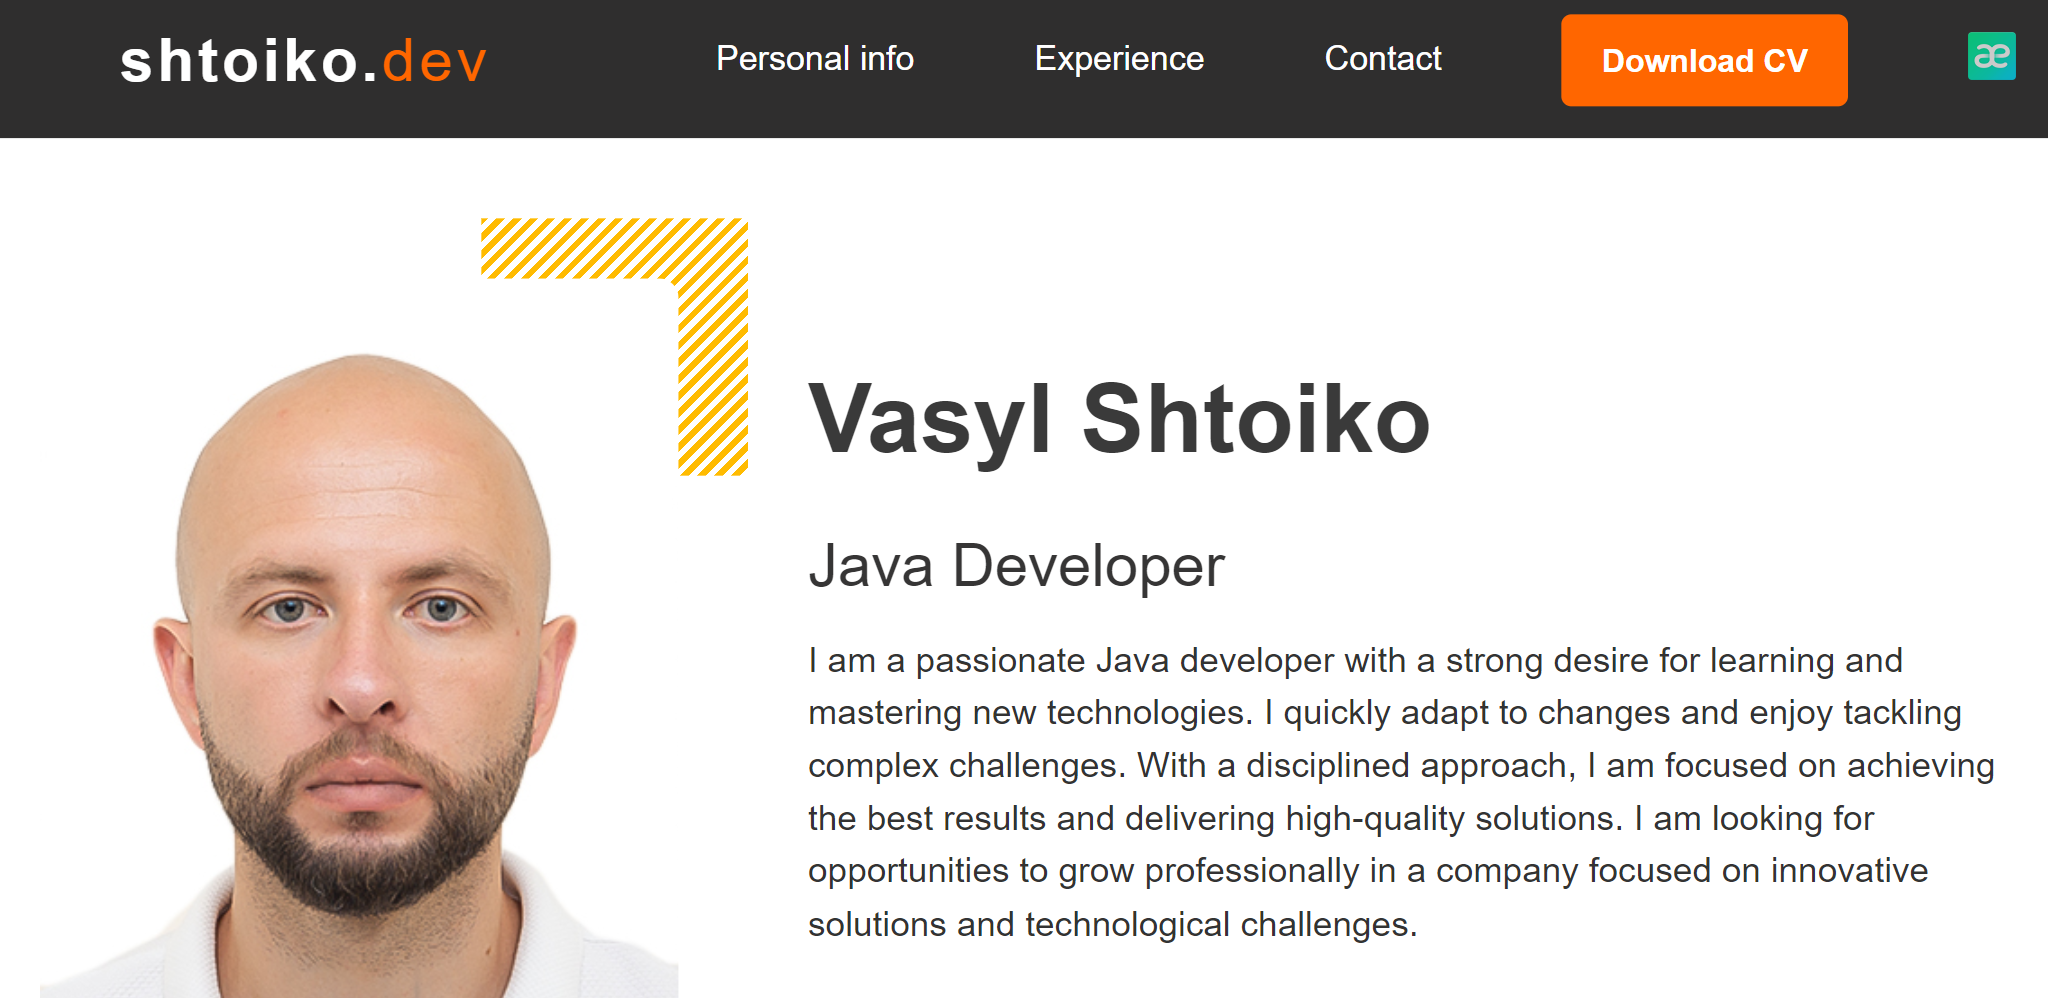 shtoiko.dev
Personal info
Experience
Contact
Download CV
æ
Vasyl Shtoiko
Java Developer
I am a passionate Java developer with a strong desire for learning and
mastering new technologies. I quickly adapt to changes and enjoy tackling
complex challenges. With a disciplined approach, I am focused on achieving
the best results and delivering high-quality solutions. I am looking for
opportunities to grow professionally in a company focused on innovative
solutions and technological challenges.